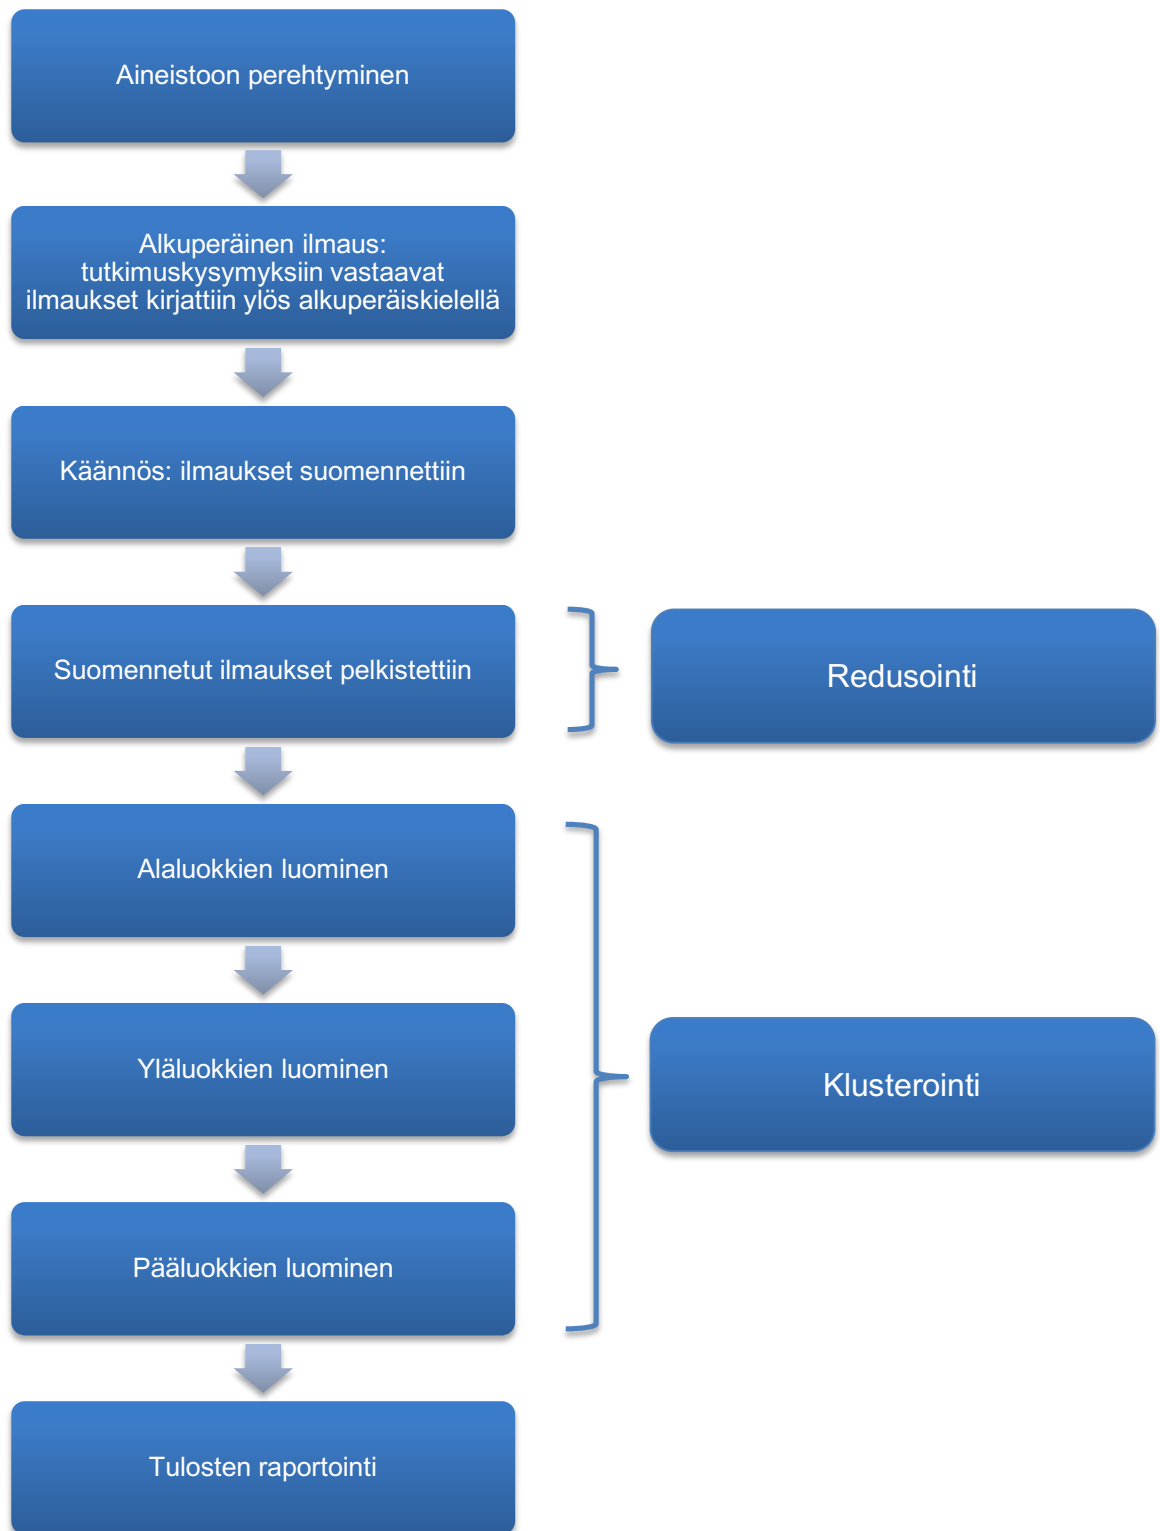 Aineistoon perehtyminen
Alkuperäinen ilmaus:
tutkimuskysymyksiin vastaavat
ilmaukset kirjattiin ylös alkuperäiskielellä
Käännös: ilmaukset suomennettiin
Suomennetut ilmaukset pelkistettiin
Redusointi
Alaluokkien luominen
Yläluokkien luominen
Klusterointi
Pääluokkien luominen
Tulosten raportointi